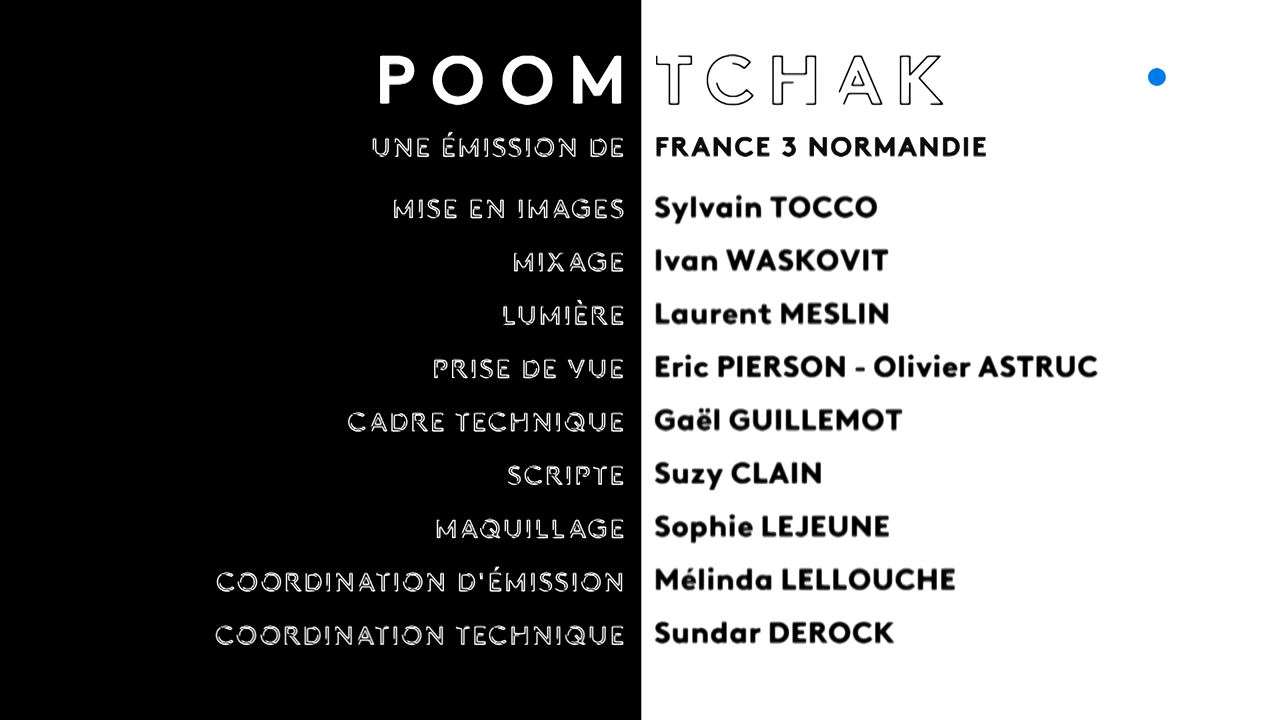 POOM TCHAK
UNE ÉMISSION DE FRANCE 3 NORMANDIE
MISE EN IMAGES Sylvain TOCCO
MIXAGE Ivan WASKOVIT
LUMIÈRE Laurent MESLIN
PRISE DE VUE Eric PIERSON - Olivier ASTRUC
CADRE TECHNIQUE Gaël GUILLEMOT
SCRIPTE Suzy CLAIN
MAQUILLAGE Sophie LEJEUNE
COORDINATION D'ÉMISSION Mélinda LELLOUCHE
COORDINATION TECHNIQUE Sundar DEROCK